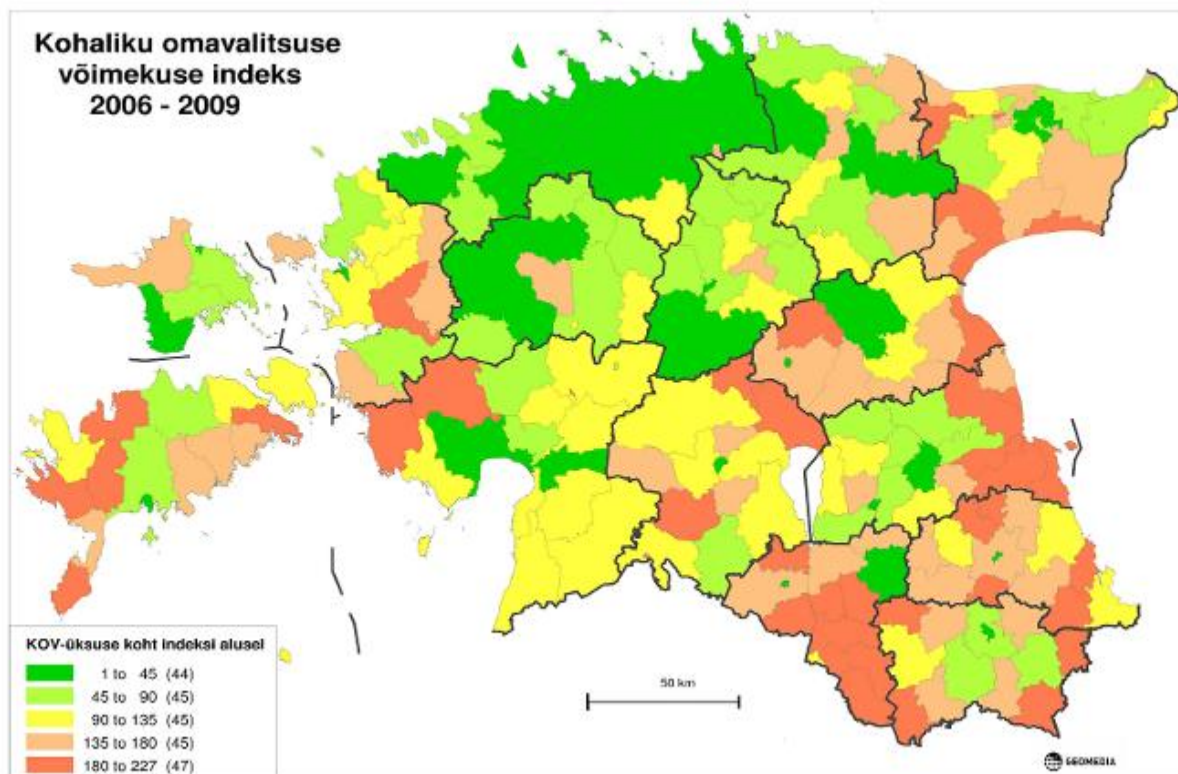 Kohaliku omavalitsuse
võimekuse indeks
2006 - 2009
50 km
KOV-üksuse koht indeksi alusel
1 to 45 (44)
45 to 90 (45)
90 to 135 (45)
135 to 180 (45)
180 to 227 (47)
GEOMEDIA